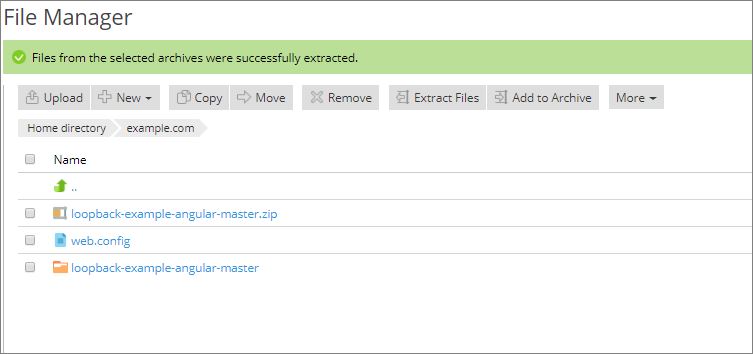 File Manager
Files from the selected archives were successfully extracted.
Upload New Copy Move Remove Extract Files Add to Archive More
Home directory example.com
Name
..
loopback-example-angular-master.zip
web.config
loopback-example-angular-master